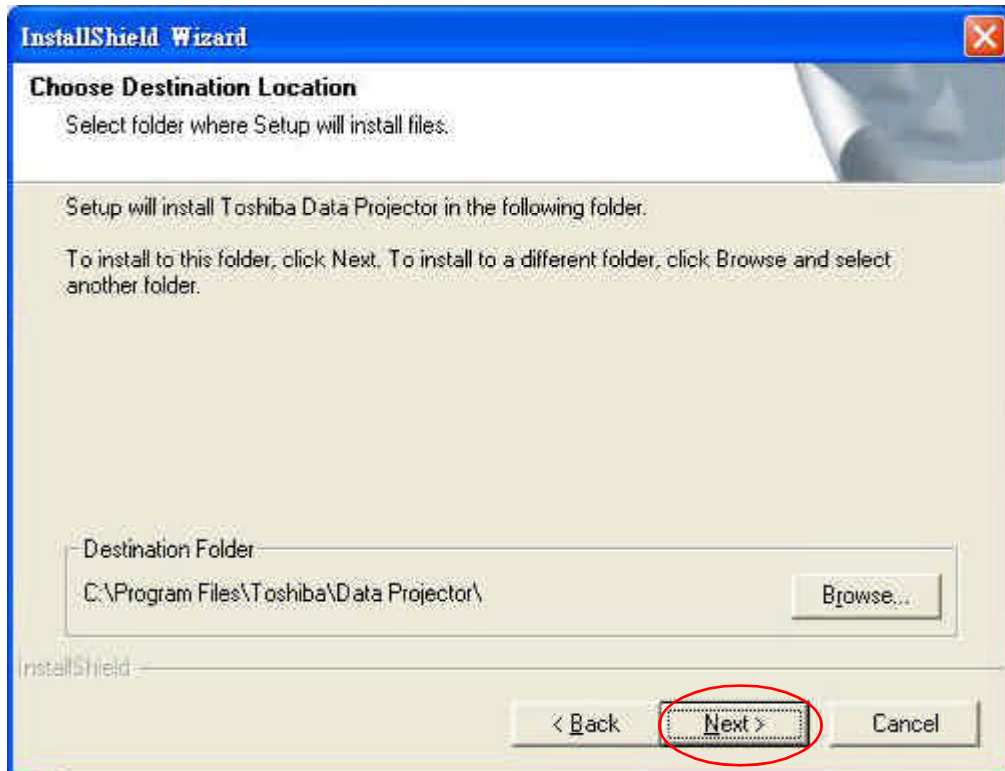 InstallShield Wizard
Choose Destination Location
Select folder where Setup will install files.
Setup will install Toshiba Data Projector in the following folder.
To install to this folder, click Next. To install to a different folder, click Browse and select
another folder.
Destination Folder
C:\Program Files\Toshiba\Data Projector\
Browse...
InstallShield
< Back
Next >
Cancel